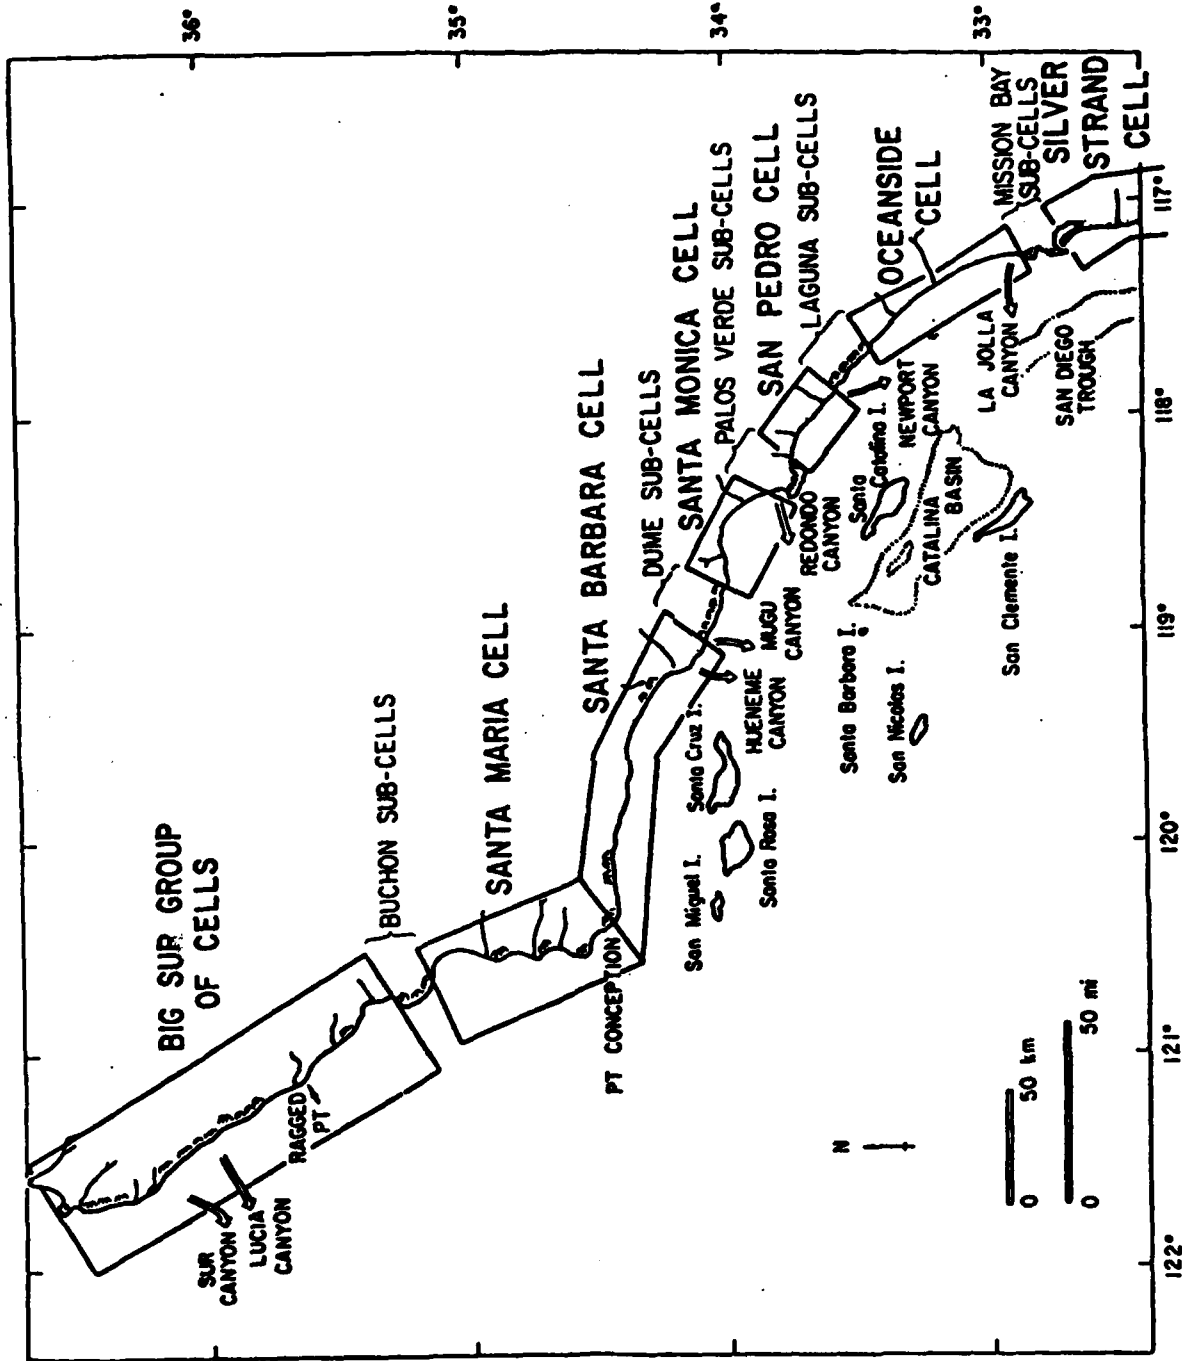 36°
35°
34°
33°
BIG SUR GROUP
OF CELLS
BUCHON SUB-CELLS
SANTA MARIA CELL
SANTA BARBARA CELL
DUME SUB-CELLS
SANTA MONICA CELL
PALOS VERDE SUB-CELLS
SAN PEDRO CELL
LAGUNA SUB-CELLS
OCEANSIDE
CELL
MISSION BAY
SUB-CELLS
SILVER
STRAND
CELL
SUR
CANYON
LUCIA
CANYON
RAGGED
PT
PT CONCEPTION
San Miguel I.
Santa Rosa I.
Santa Cruz I.
HUENEME
CANYON
MUGU
CANYON
REDONDO
CANYON
Santa Barbara I.
San Nicolas I.
Santa
Catalina I.
NEWPORT
CANYON
CATALINA
BASIN
San Clemente I.
LA JOLLA
CANYON
SAN DIEGO
TROUGH
N
0 50 km
0 50 mi
122°
121°
120°
119°
118°
117°